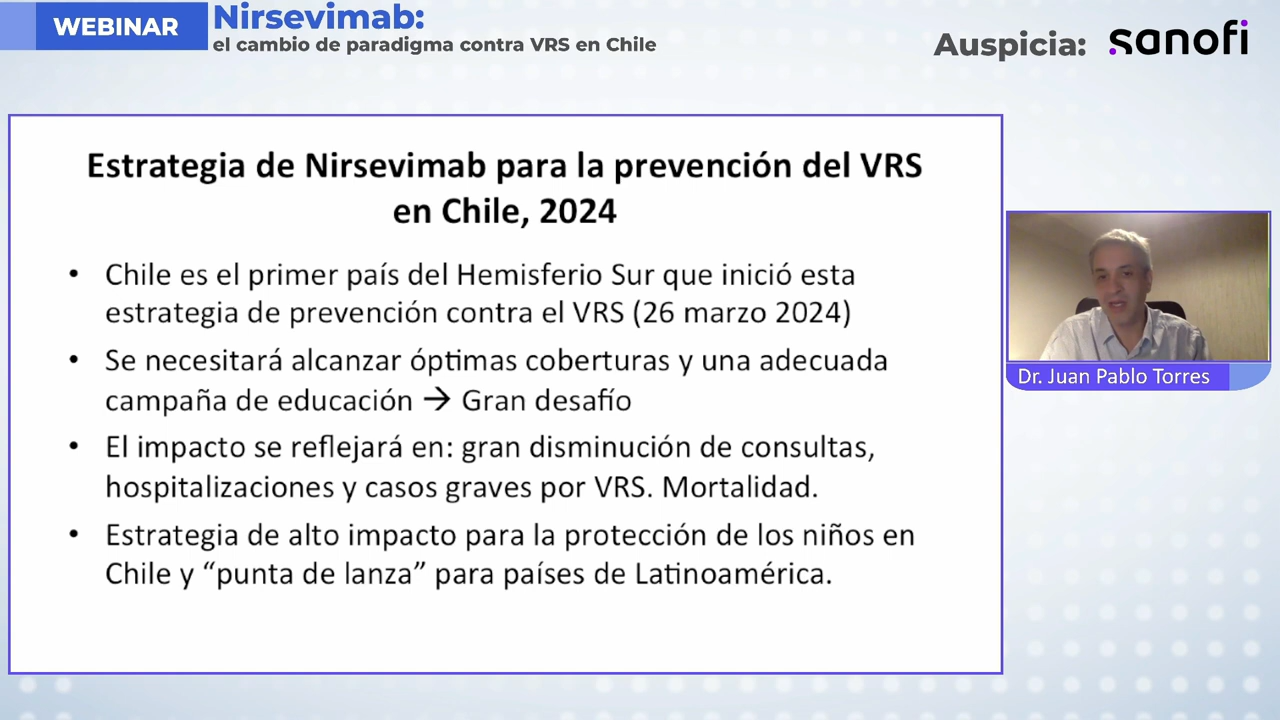 WEBINAR
Nirsevimab:
el cambio de paradigma contra VRS en Chile
Auspicia: sanofi
Estrategia de Nirsevimab para la prevención del VRS
en Chile, 2024
• Chile es el primer país del Hemisferio Sur que inició esta
estrategia de prevención contra el VRS (26 marzo 2024)
• Se necesitará alcanzar óptimas coberturas y una adecuada
campaña de educación → Gran desafío
• El impacto se reflejará en: gran disminución de consultas,
hospitalizaciones y casos graves por VRS. Mortalidad.
• Estrategia de alto impacto para la protección de los niños en
Chile y “punta de lanza” para países de Latinoamérica.
Dr. Juan Pablo Torres